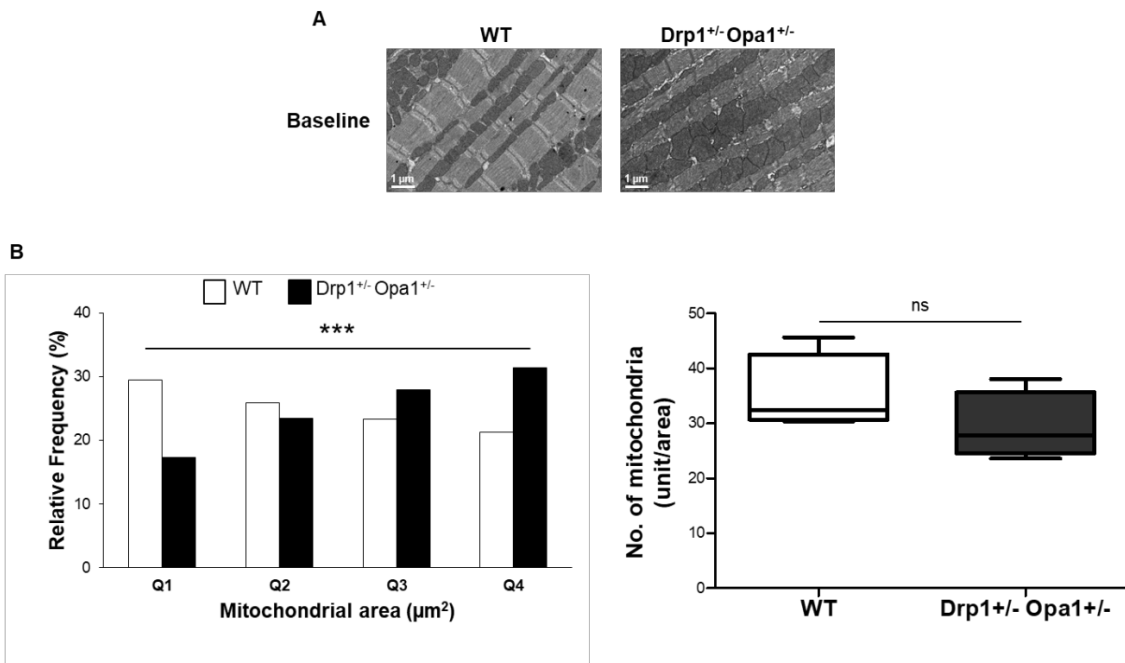 A
WT
Drp1+/- Opa1+/-
Baseline
1 µm
1 µm
B
WT
Drp1+/- Opa1+/-
***
40
30
20
10
0
Relative Frequency (%)
Q1 Q2 Q3 Q4
Mitochondrial area (µm²)
ns
50
40
30
20
10
0
No. of mitochondria
(unit/area)
WT
Drp1+/- Opa1+/-